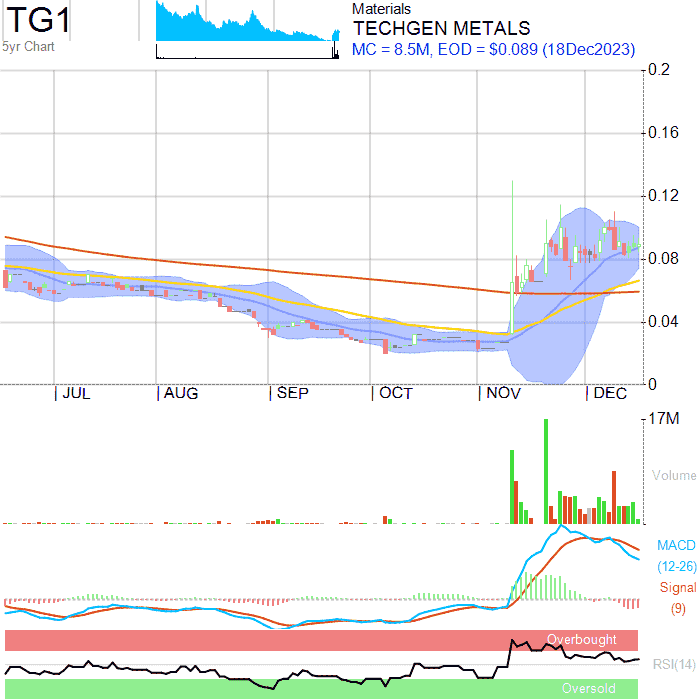 TG1
5yr Chart
Materials
TECHGEN METALS
MC = 8.5M, EOD = $0.089 (18Dec2023)
0.2
0.16
0.12
0.08
0.04
0
JUL AUG SEP OCT NOV DEC
17M
Volume
MACD
(12-26)
Signal
(9)
Overbought
RSI(14)
Oversold